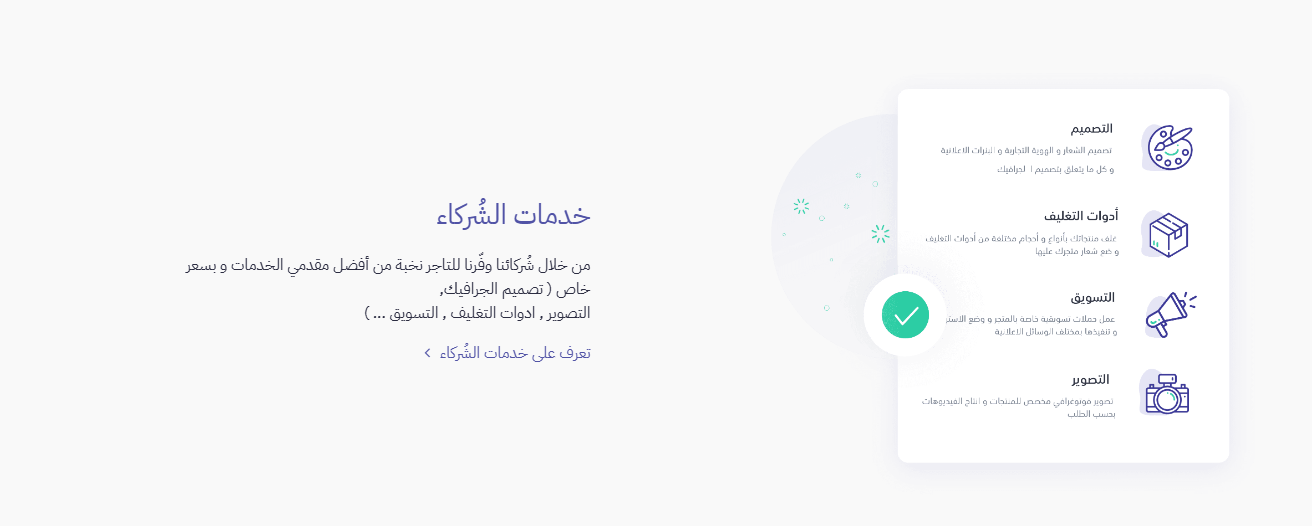 التصميم
تصميم الشعار و الهوية التجارية و البنرات الاعلانية
و كل ما يتعلق بتصميم الجرافيك
أدوات التغليف
غلف منتجاتك بأنواع و أحجام مختلفة من أدوات التغليف
و ضع شعار متجرك عليها
التسويق
عمل حملات تسويقية خاصة بالمتجر و وضع
و تنفيذها بمختلف الوسائل الاعلانية
التصوير
تصوير فوتوغرافي مخصص للمنتجات و انتاج الفيديوهات
بحسب الطلب
خدمات الشُركاء
من خلال شُركائنا وفّرنا للتاجر نخبة من أفضل مقدمي الخدمات و بسعر
خاص ( تصميم الجرافيك,
التصوير , ادوات التغليف , التسويق ... )
تعرف على خدمات الشُركاء